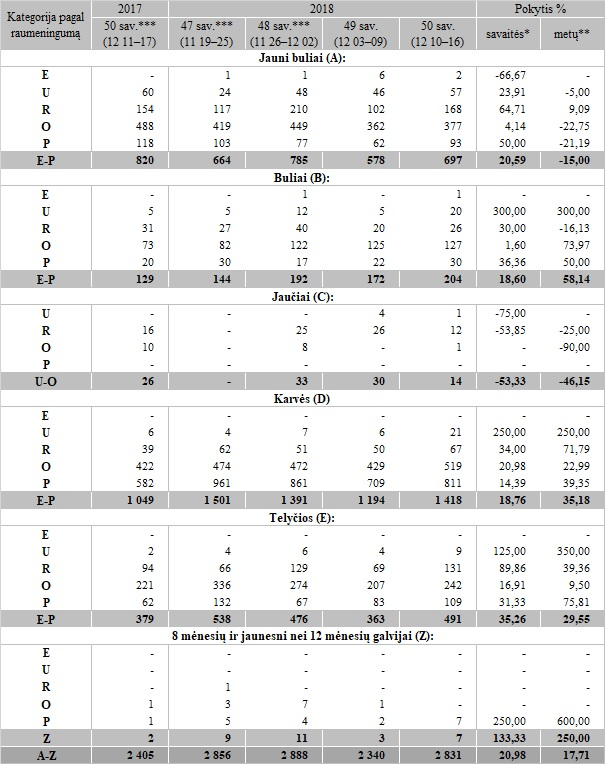 Kategorija pagal raumeningumą 2017 2018 Pokytis %
50 sav.*** (12 11–17) 47 sav.*** (11 19–25) 48 sav.*** (11 26–12 02) 49 sav. (12 03–09) 50 sav. (12 10–16) savaitės* metų**
Jauni buliai (A):
E - 1 1 6 2 -66,67 -
U 60 24 48 46 57 23,91 -5,00
R 154 117 210 102 168 64,71 9,09
O 488 419 449 362 377 4,14 -22,75
P 118 103 77 62 93 50,00 -21,19
E-P 820 664 785 578 697 20,59 -15,00
Buliai (B):
E - - 1 - 1 - -
U 5 5 12 5 20 300,00 300,00
R 31 27 40 20 26 30,00 -16,13
O 73 82 122 125 127 1,60 73,97
P 20 30 17 22 30 36,36 50,00
E-P 129 144 192 172 204 18,60 58,14
Jaučiai (C):
U - - - 4 1 -75,00 -
R 16 - 25 26 12 -53,85 -25,00
O 10 - 8 - 1 - -90,00
P - - - - - - -
U-O 26 - 33 30 14 -53,33 -46,15
Karvės (D)
E - - - - - - -
U 6 4 7 6 21 250,00 250,00
R 39 62 51 50 67 34,00 71,79
O 422 474 472 429 519 20,98 22,99
P 582 961 861 709 811 14,39 39,35
E-P 1 049 1 501 1 391 1 194 1 418 18,76 35,18
Telyčios (E):
E - - - - - - -
U 2 4 6 4 9 125,00 350,00
R 94 66 129 69 131 89,86 39,36
O 221 336 274 207 242 16,91 9,50
P 62 132 67 83 109 31,33 75,81
E-P 379 538 476 363 491 35,26 29,55
8 mėnesių ir jaunesni nei 12 mėnesių galvijai (Z):
E - - - - - - -
U - - - - - - -
R - 1 - - - - -
O 1 3 7 1 - - -
P 1 5 4 2 7 250,00 600,00
Z 2 9 11 3 7 133,33 250,00
A-Z 2 405 2 856 2 888 2 340 2 831 20,98 17,71